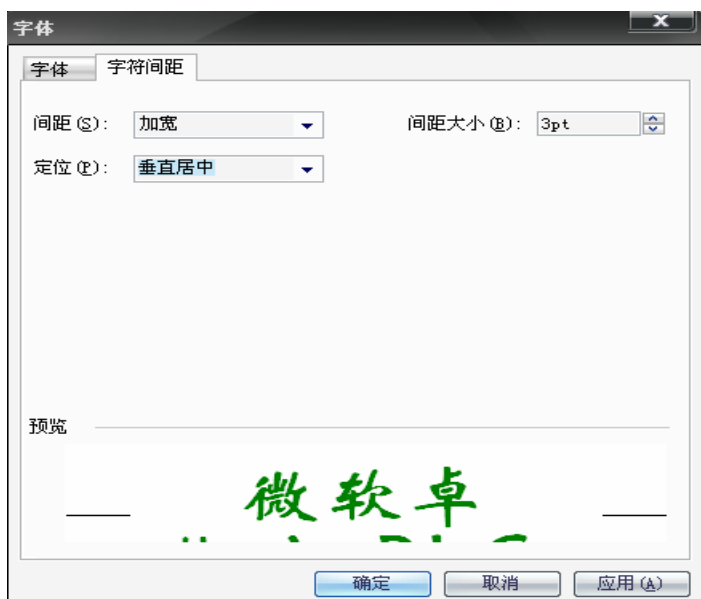 字体
字体 字符间距
间距(S): 加宽 间距大小(B): 3pt
定位(P): 垂直居中
预览
微软卓
确定 取消 应用(A)